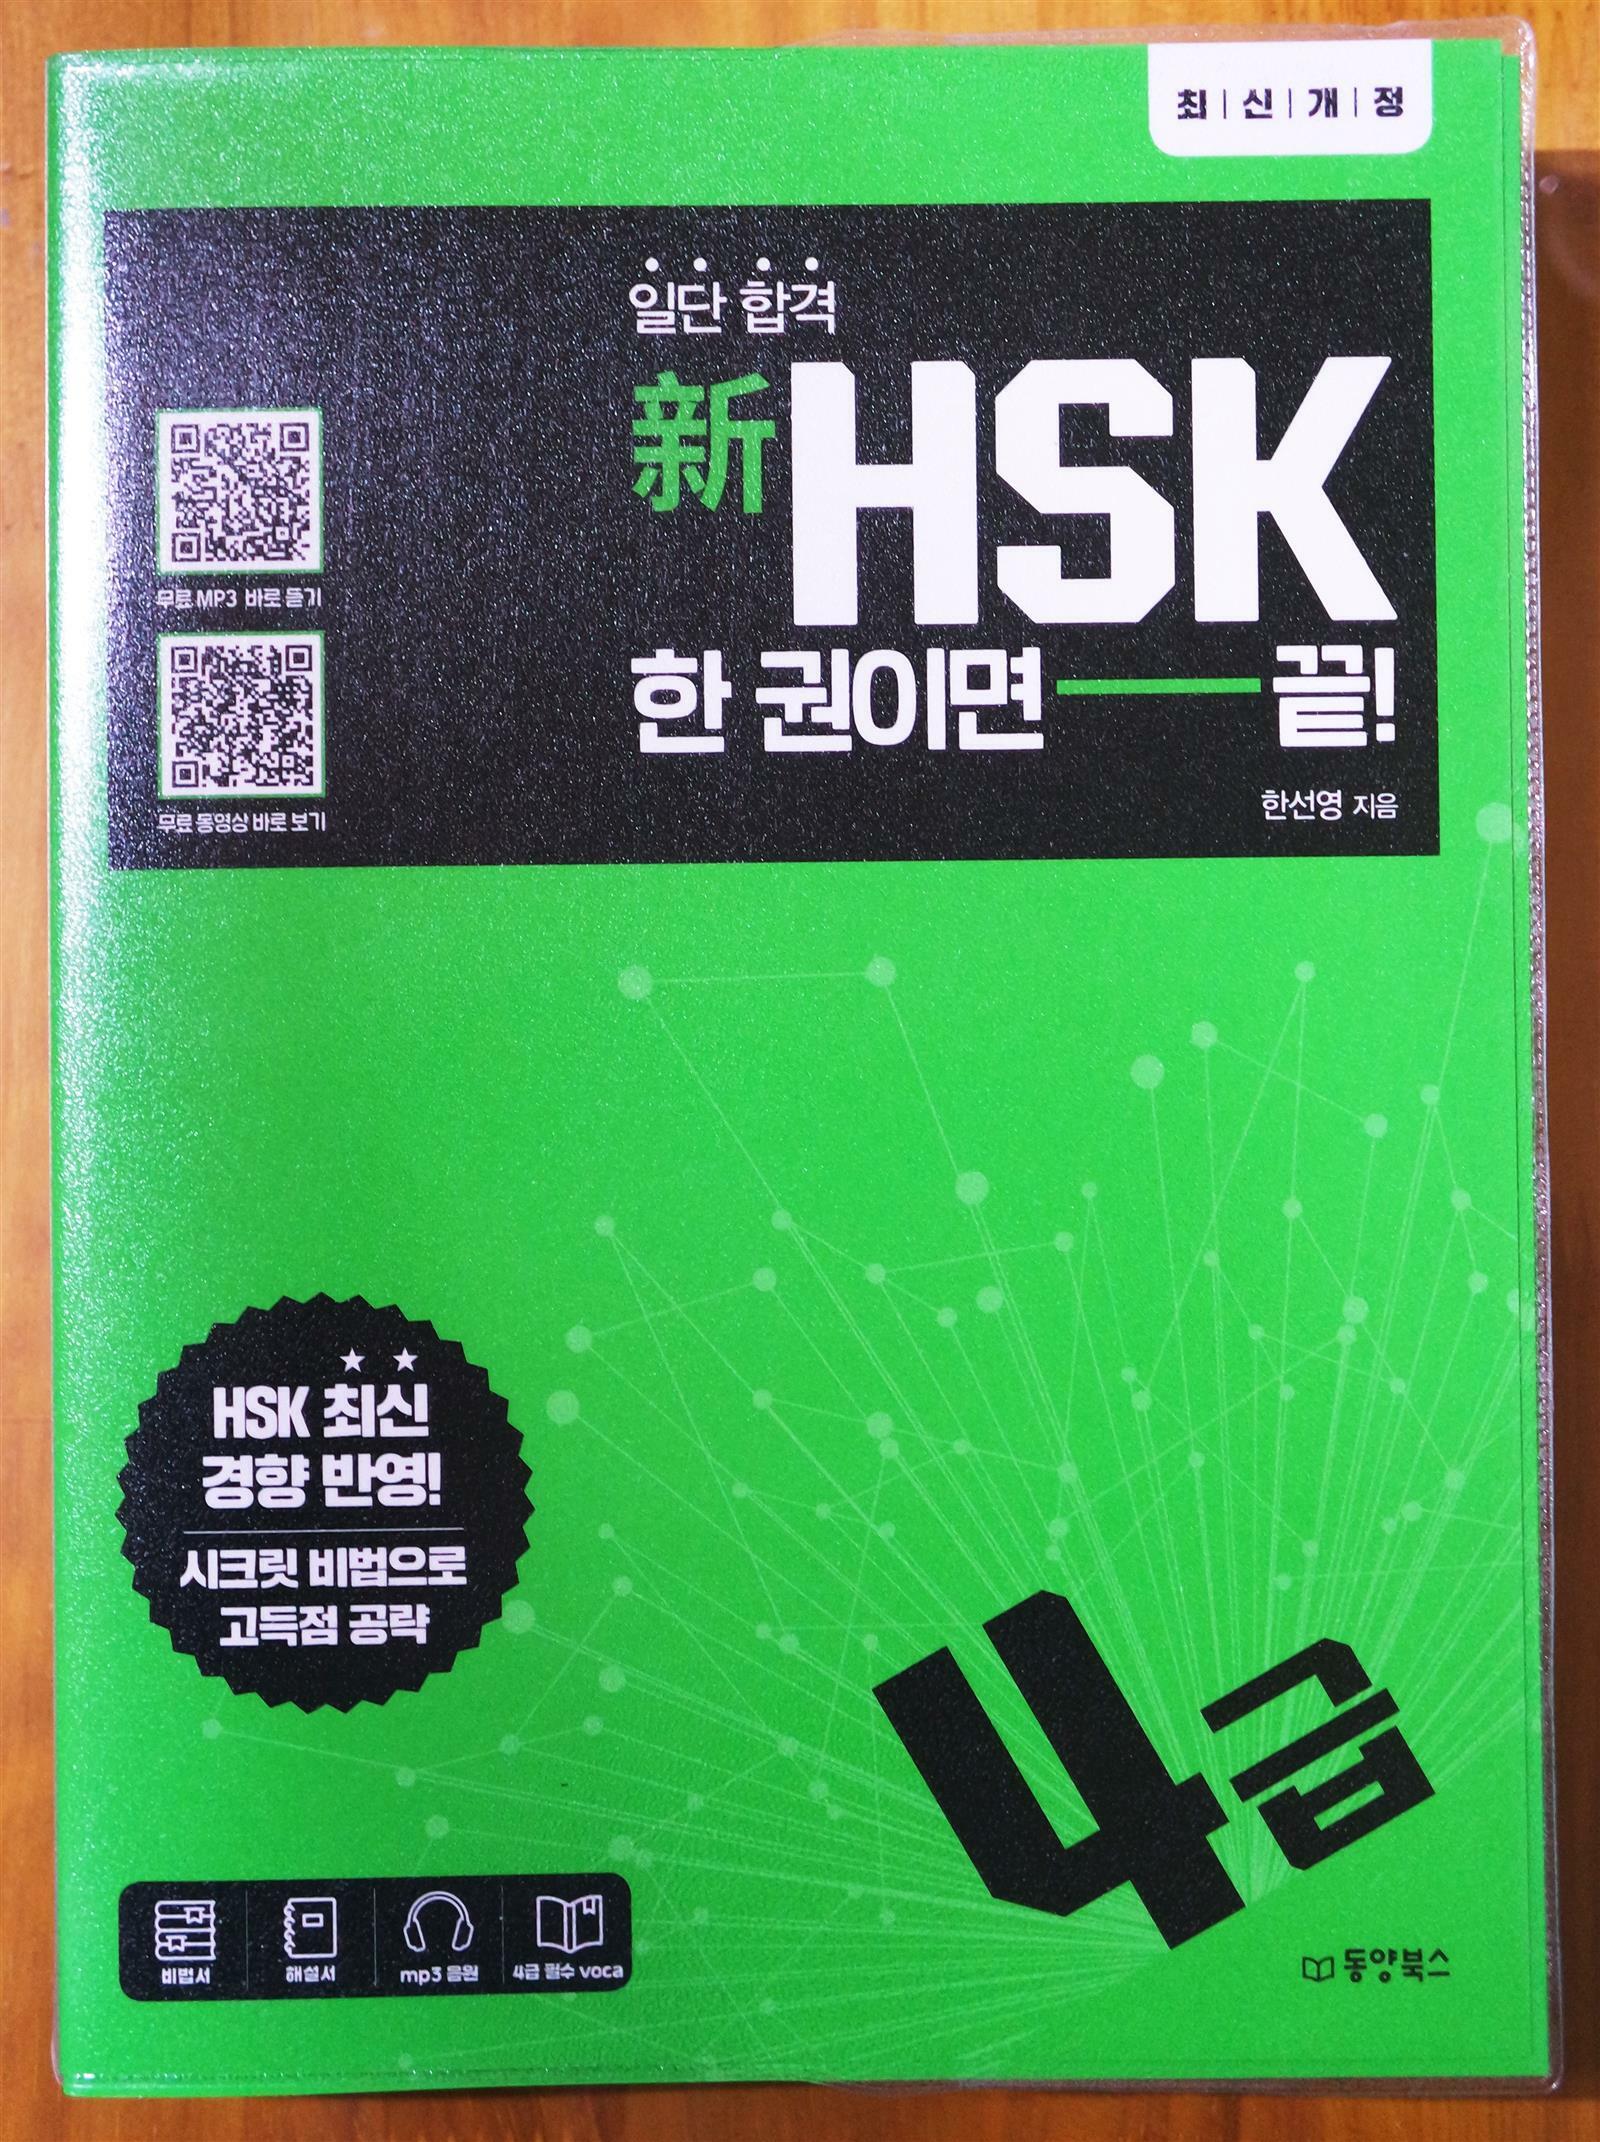 최|신|개|정
일단 합격
新HSK
한 권이면 끝!
한선영 지음
무료 MP3 바로 듣기
무료 동영상 바로 보기
HSK 최신
경향 반영!
시크릿 비법으로
고득점 공략
4급
비법서
해설서
mp3 음원
4급 필수 voca
동양북스